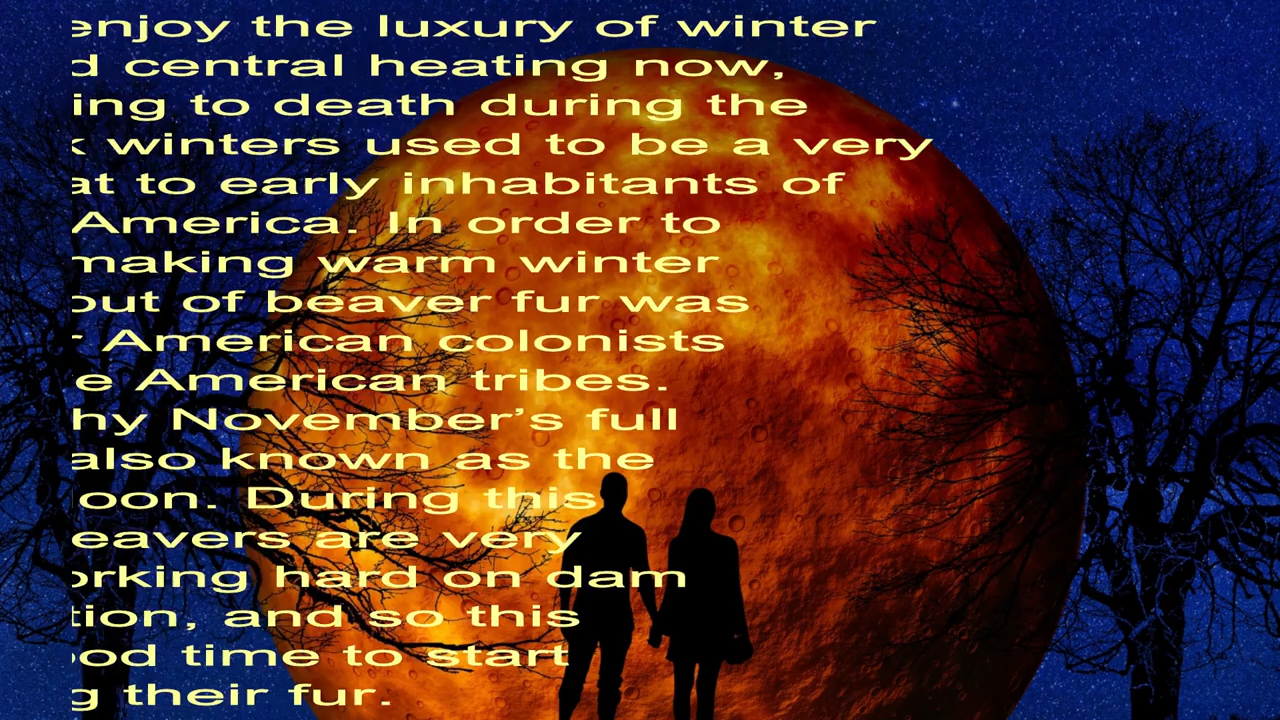 enjoy the luxury of winter
d central heating now,
ing to death during the
k winters used to be a very
at to early inhabitants of
America. In order to
making warm winter
out of beaver fur was
r American colonists
e American tribes.
hy November’s full
also known as the
oon. During this
eavers are very
orking hard on dam
tion, and so this
ood time to start
g their fur.